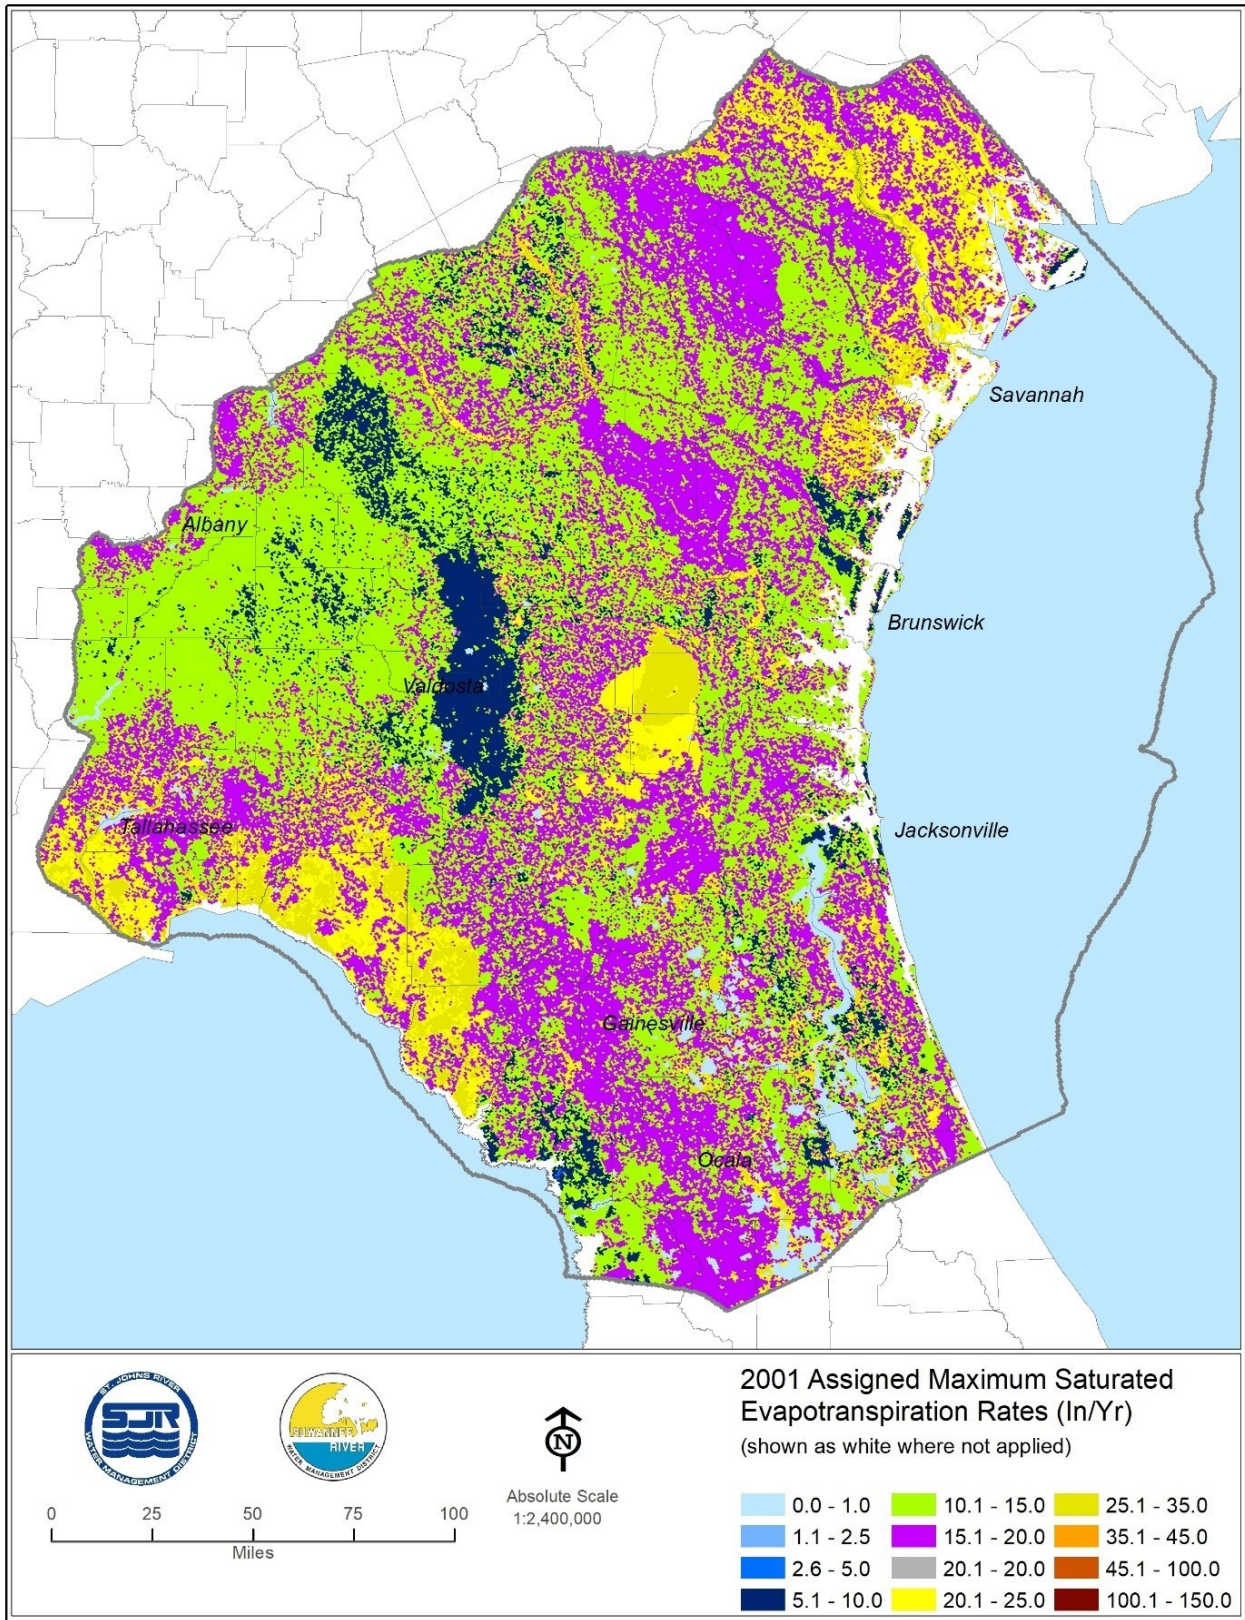 Savannah
Albany
Brunswick
Valdosta
Tallahassee
Jacksonville
Gainesville
Ocala
2001 Assigned Maximum Saturated
Evapotranspiration Rates (In/Yr)
(shown as white where not applied)
ST. JOHNS RIVER
SJR
WATER MANAGEMENT DISTRICT
SUWANNEE
RIVER
WATER MANAGEMENT DISTRICT
N
Absolute Scale
1:2,400,000
0 25 50 75 100
Miles
0.0 - 1.0 10.1 - 15.0 25.1 - 35.0
1.1 - 2.5 15.1 - 20.0 35.1 - 45.0
2.6 - 5.0 20.1 - 20.0 45.1 - 100.0
5.1 - 10.0 20.1 - 25.0 100.1 - 150.0